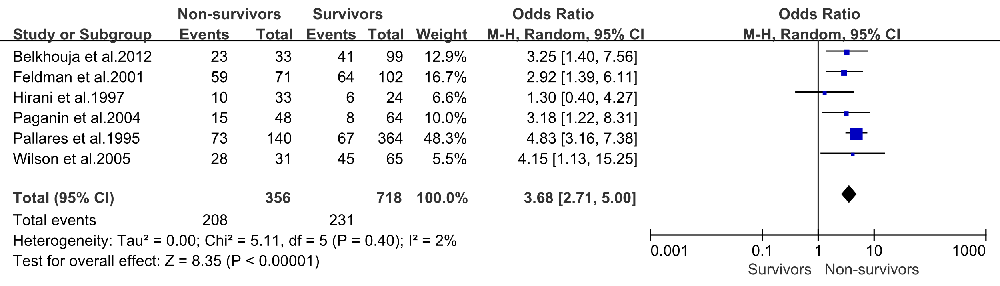 Non-survivors Survivors Odds Ratio Odds Ratio
Study or Subgroup Events Total Events Total Weight M-H, Random, 95% CI M-H, Random, 95% CI
Belkhouja et al.2012 23 33 41 99 12.9% 3.25 [1.40, 7.56]
Feldman et al.2001 59 71 64 102 16.7% 2.92 [1.39, 6.11]
Hirani et al.1997 10 33 6 24 6.6% 1.30 [0.40, 4.27]
Paganin et al.2004 15 48 8 64 10.0% 3.18 [1.22, 8.31]
Pallares et al.1995 73 140 67 364 48.3% 4.83 [3.16, 7.38]
Wilson et al.2005 28 31 45 65 5.5% 4.15 [1.13, 15.25]
Total (95% CI) 356 718 100.0% 3.68 [2.71, 5.00]
Total events 208 231
Heterogeneity: Tau² = 0.00; Chi² = 5.11, df = 5 (P = 0.40); I² = 2%
Test for overall effect: Z = 8.35 (P < 0.00001)
0.001 0.1 1 10 1000
Survivors Non-survivors